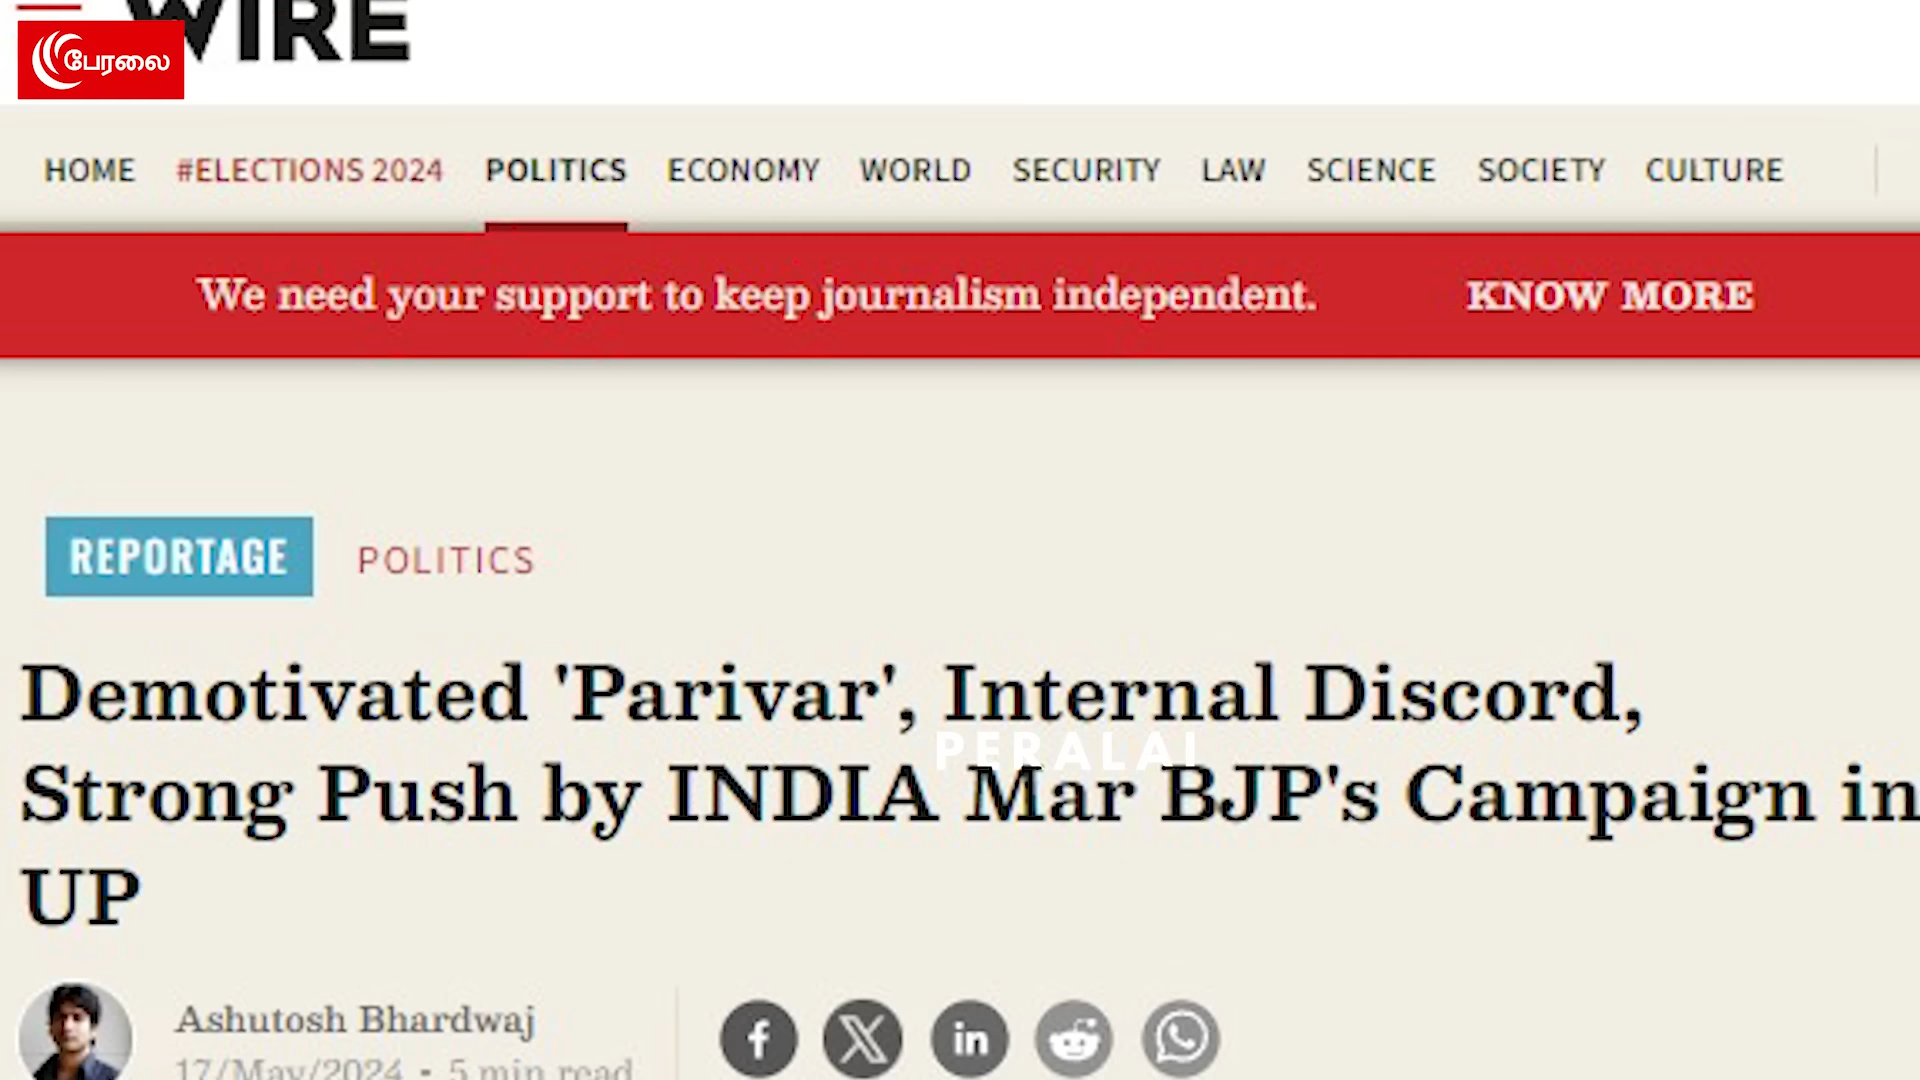 WIRE
பேரலை
HOME #ELECTIONS 2024 POLITICS ECONOMY WORLD SECURITY LAW SCIENCE SOCIETY CULTURE
We need your support to keep journalism independent. KNOW MORE
REPORTAGE POLITICS
Demotivated 'Parivar', Internal Discord,
PERALAI
Strong Push by INDIA Mar BJP's Campaign in
UP
Ashutosh Bhardwaj
17/May/2024 • 5 min read